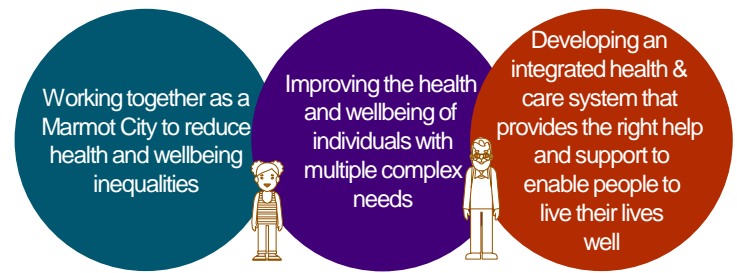 Working together as a
Marmot City to reduce
health and wellbeing
inequalities
Improving the health
and wellbeing of
individuals with
multiple complex
needs
Developing an
integrated health &
care system that
provides the right help
and support to
enable people to
live their lives
well